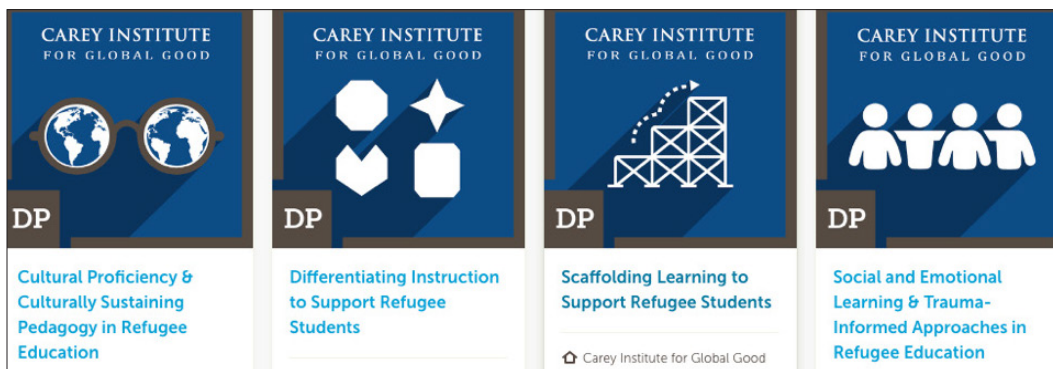 CAREY INSTITUTE
FOR GLOBAL GOOD
DP
Cultural Proficiency &
Culturally Sustaining
Pedagogy in Refugee
Education
CAREY INSTITUTE
FOR GLOBAL GOOD
DP
Differentiating Instruction
to Support Refugee
Students
CAREY INSTITUTE
FOR GLOBAL GOOD
DP
Scaffolding Learning to
Support Refugee Students
Carey Institute for Global Good
CAREY INSTITUTE
FOR GLOBAL GOOD
DP
Social and Emotional
Learning & Trauma-
Informed Approaches in
Refugee Education